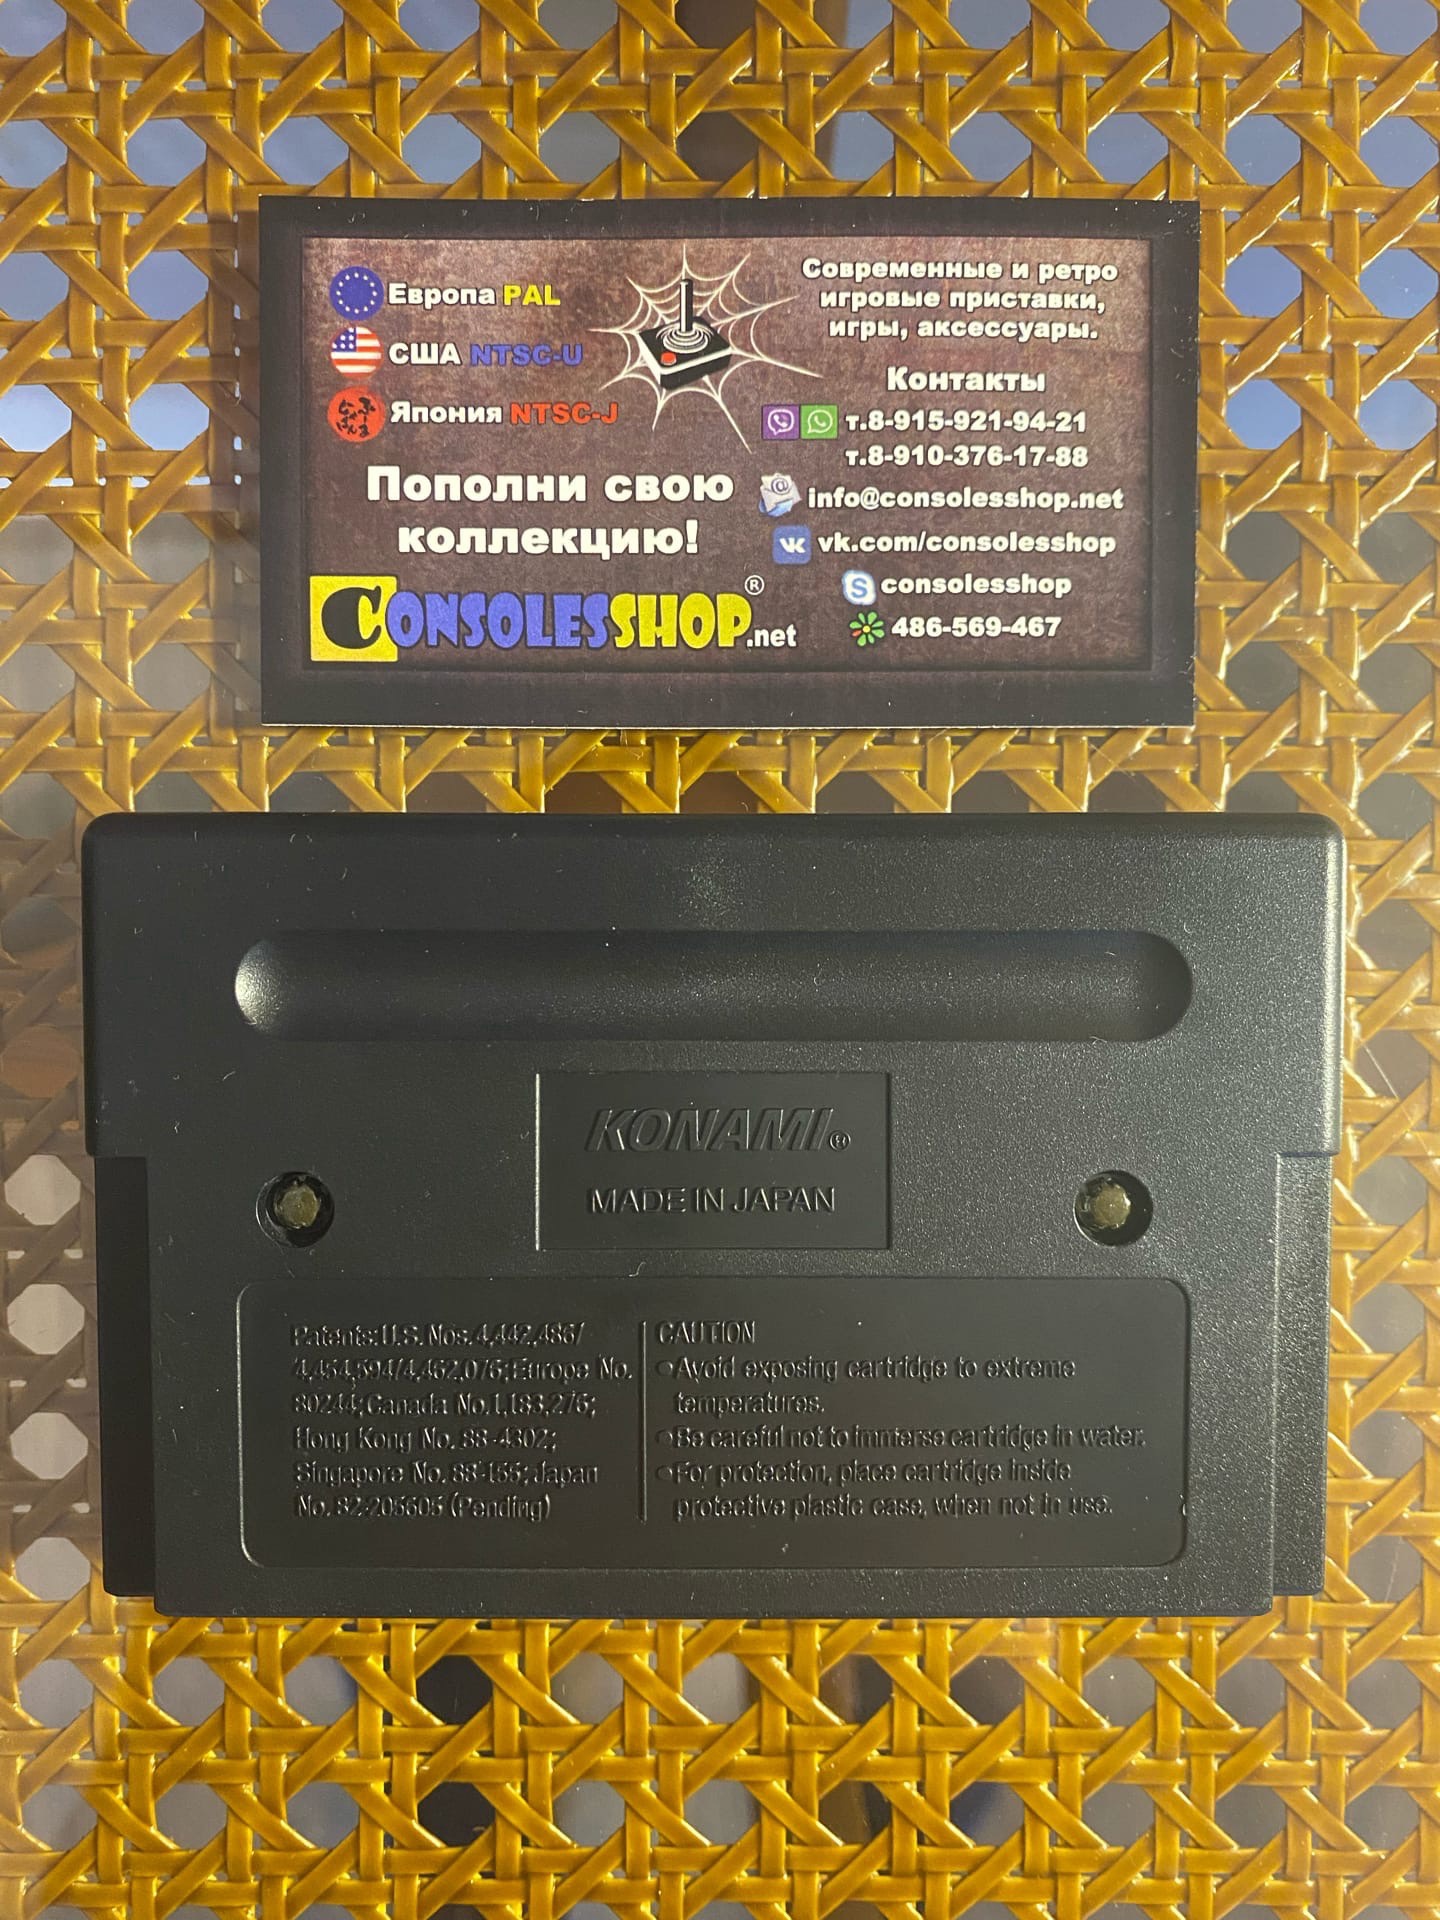 Европа PAL
США NTSC-U
Япония NTSC-J
Пополни свою
коллекцию!
CONSOLESSHOP®.net
Современные и ретро
игровые приставки,
игры, аксессуары.
Контакты
т.8-915-921-94-21
т.8-910-376-17-88
info@consolesshop.net
vk.com/consolesshop
consolesshop
486-569-467
KONAMI®
MADE IN JAPAN
Patents: U.S. Nos. 4,442,486/
4,454,594/4,462,076; Europe No.
80244; Canada No. 1,183,276;
Hong Kong No. 88-4302;
Singapore No. 88-155; Japan
No. 82-205605 (Pending)
CAUTION
•Avoid exposing cartridge to extreme
temperatures.
•Be careful not to immerse cartridge in water.
•For protection, place cartridge inside
protective plastic case, when not in use.